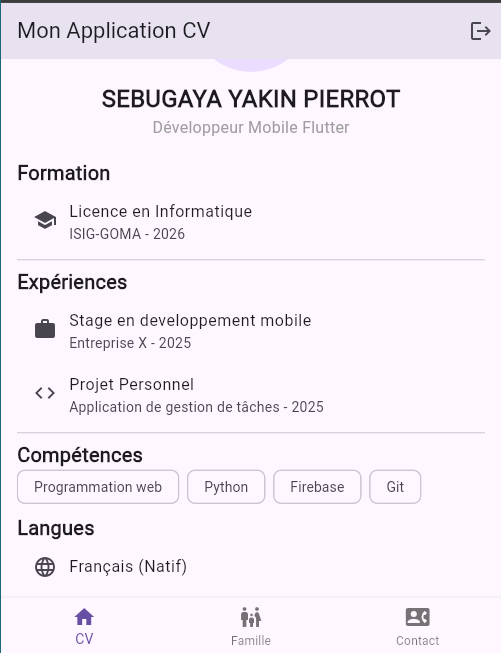 Mon Application CV
SEBUGAYA YAKIN PIERROT
Développeur Mobile Flutter
Formation
Licence en Informatique
ISIG-GOMA - 2026
Expériences
Stage en developpement mobile
Entreprise X - 2025
Projet Personnel
Application de gestion de tâches - 2025
Compétences
Programmation web Python Firebase Git
Langues
Français (Natif)
CV Famille Contact